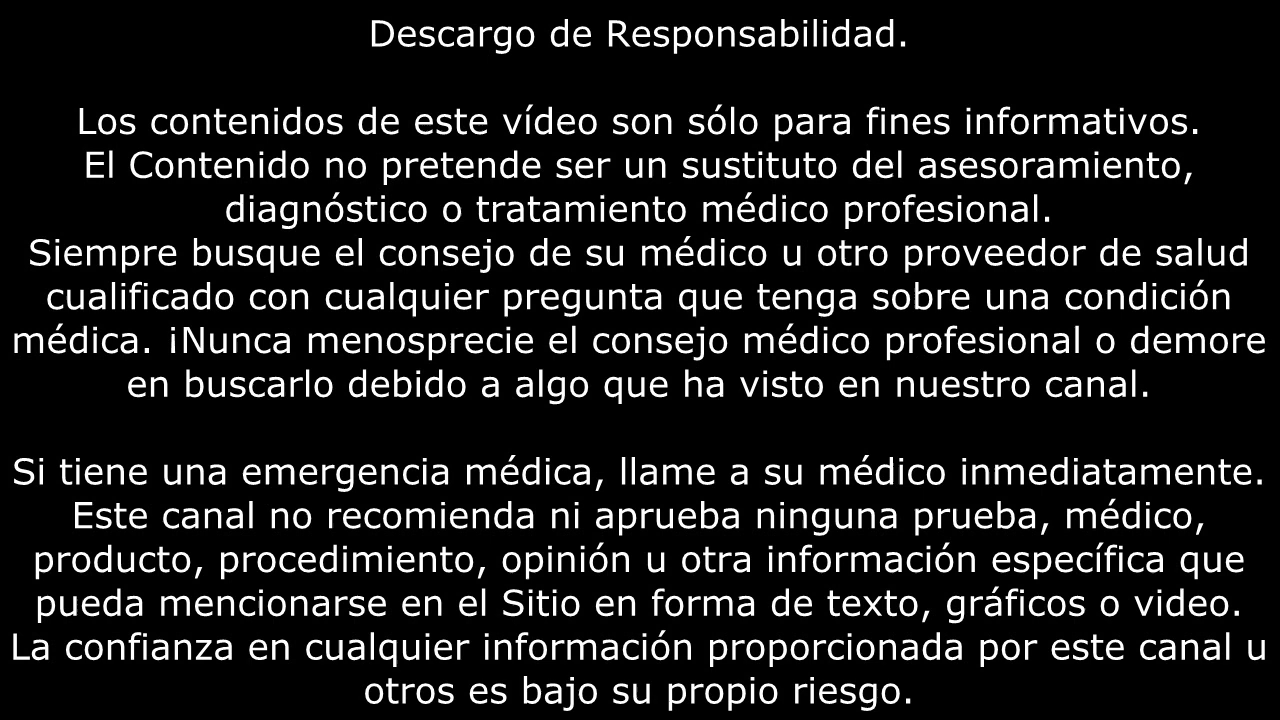 Descargo de Responsabilidad.
Los contenidos de este vídeo son sólo para fines informativos.
El Contenido no pretende ser un sustituto del asesoramiento,
diagnóstico o tratamiento médico profesional.
Siempre busque el consejo de su médico u otro proveedor de salud
cualificado con cualquier pregunta que tenga sobre una condición
médica. ¡Nunca menosprecie el consejo médico profesional o demore
en buscarlo debido a algo que ha visto en nuestro canal.
Si tiene una emergencia médica, llame a su médico inmediatamente.
Este canal no recomienda ni aprueba ninguna prueba, médico,
producto, procedimiento, opinión u otra información específica que
pueda mencionarse en el Sitio en forma de texto, gráficos o video.
La confianza en cualquier información proporcionada por este canal u
otros es bajo su propio riesgo.